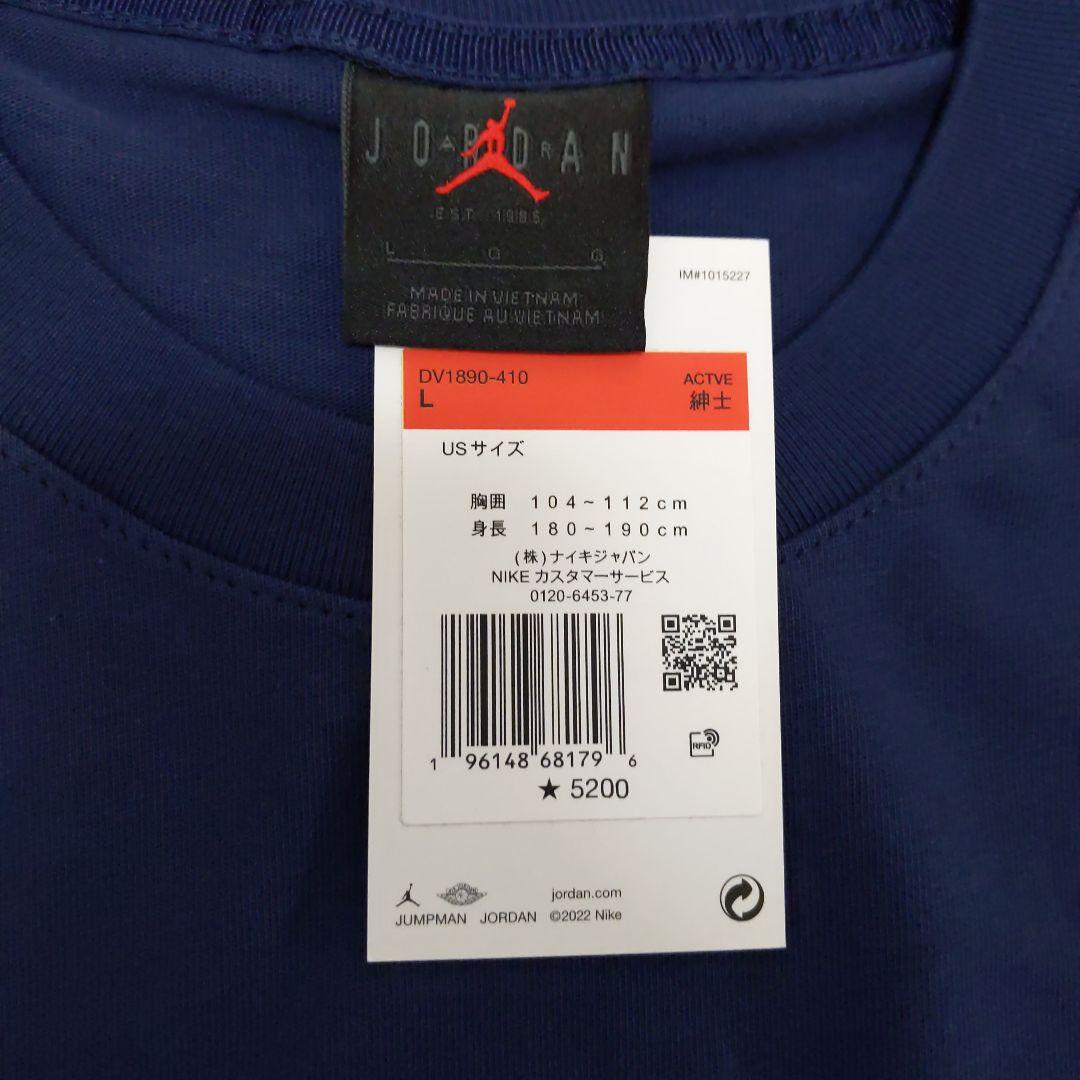 JORDAN
AIR
EST. 1985
L G G
MADE IN VIETNAM
FABRIQUE AU VIETNAM
IM#1015227
DV1890-410 ACTVE
L 紳士
USサイズ
胸囲 104~112cm
身長 180~190cm
(株)ナイキジャパン
NIKE カスタマーサービス
0120-6453-77
RFID
1 96148 68179 6
★ 5200
jordan.com
JUMPMAN JORDAN ©2022 Nike